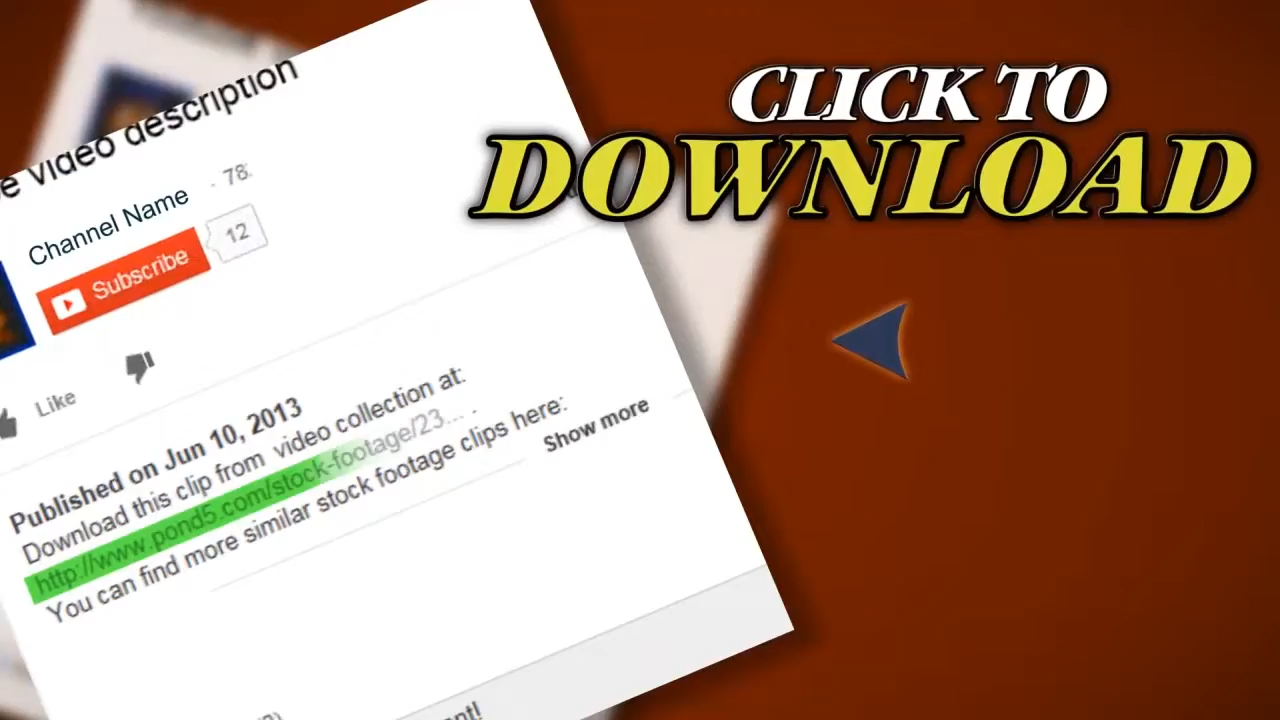 CLICK TO
DOWNLOAD
video description
Channel Name
Subscribe
12
Like
Published on Jun 10, 2013
Download this clip from video collection at:
http://www.pond5.com/stock-footage/23...
You can find more similar stock footage clips here:
Show more